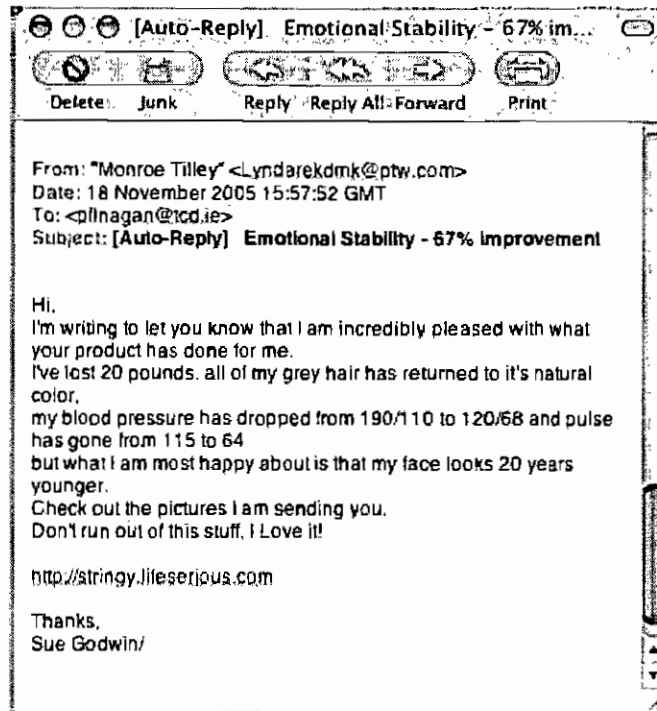 [Auto-Reply] Emotional Stability - 67% im...
Delete Junk Reply Reply All Forward Print
From: "Monroe Tilley" <Lyndarekdmk@ptw.com>
Date: 18 November 2005 15:57:52 GMT
To: <pflnagan@tcd.ie>
Subject: [Auto-Reply] Emotional Stability - 67% improvement
Hi,
I'm writing to let you know that I am incredibly pleased with what
your product has done for me.
I've lost 20 pounds. all of my grey hair has returned to it's natural
color,
my blood pressure has dropped from 190/110 to 120/68 and pulse
has gone from 115 to 64
but what I am most happy about is that my face looks 20 years
younger.
Check out the pictures I am sending you.
Don't run out of this stuff, I Love it!
http://stringy.lifeserious.com
Thanks,
Sue Godwin/